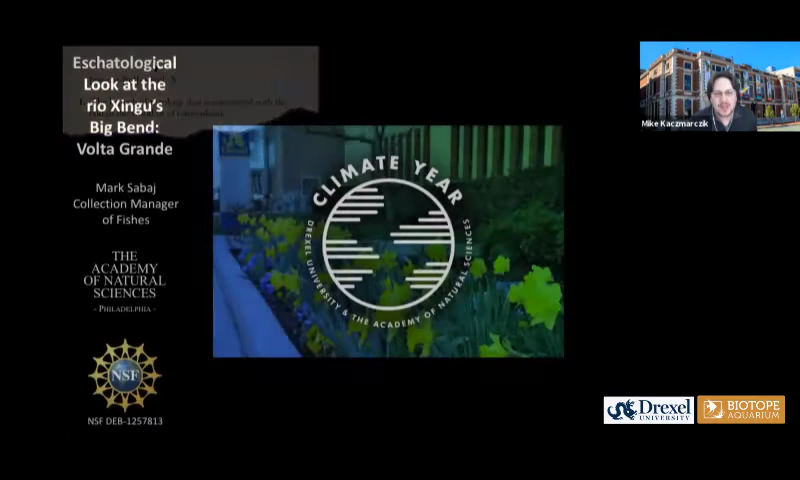 Eschatological
Look at the
rio Xingu's
Big Bend:
Volta Grande
Mark Sabaj
Collection Manager
of Fishes
THE
ACADEMY
OF NATURAL
SCIENCES
- PHILADELPHIA -
NSF
NSF DEB-1257813
CLIMATE YEAR
DREXEL UNIVERSITY & THE ACADEMY OF NATURAL SCIENCES
Mike Kaczmarczik
Drexel
UNIVERSITY
BIOTOPE
AQUARIUM